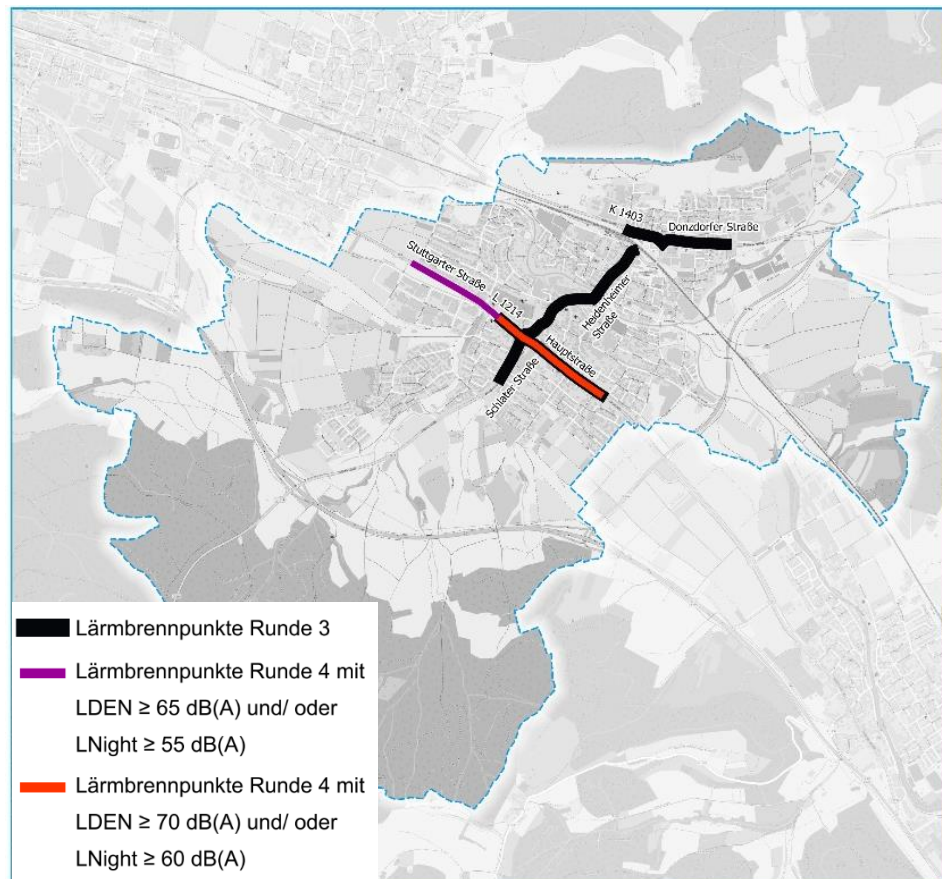 K 1403
Donzdorfer Straße
Stuttgarter Straße
L 1214
Heidenheimer
Straße
Hauptstraße
Schlater Straße
Lärmbrennpunkte Runde 3
Lärmbrennpunkte Runde 4 mit
LDEN ≥ 65 dB(A) und/ oder
LNight ≥ 55 dB(A)
Lärmbrennpunkte Runde 4 mit
LDEN ≥ 70 dB(A) und/ oder
LNight ≥ 60 dB(A)